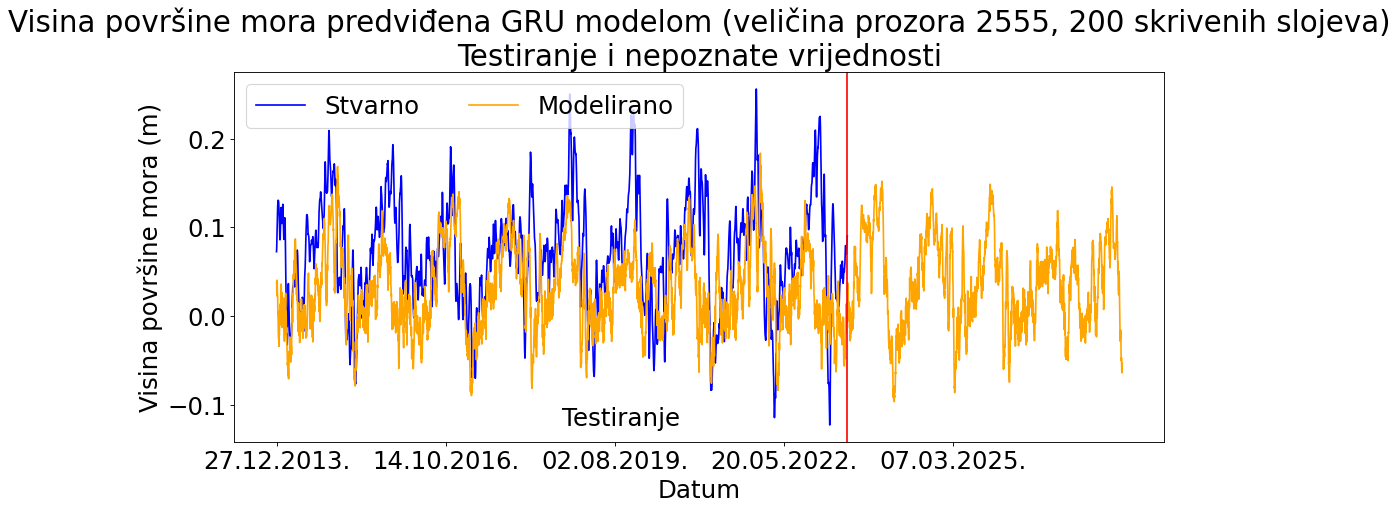 Visina površine mora predviđena GRU modelom (veličina prozora 2555, 200 skrivenih slojeva)
Testiranje i nepoznate vrijednosti
Stvarno
Modelirano
Visina površine mora (m)
0.2
0.1
0.0
−0.1
Testiranje
27.12.2013.
14.10.2016.
02.08.2019.
20.05.2022.
07.03.2025.
Datum